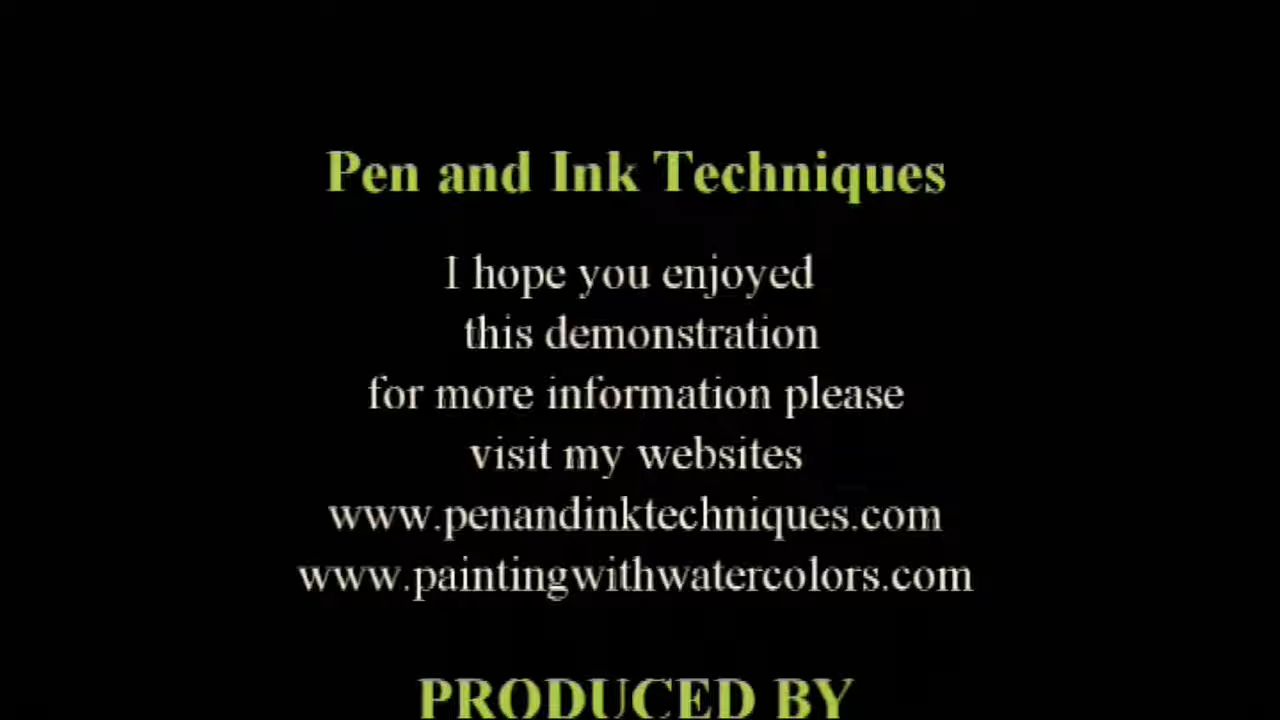 Pen and Ink Techniques
I hope you enjoyed
this demonstration
for more information please
visit my websites
www.penandinktechniques.com
www.paintingwithwatercolors.com
PRODUCED BY